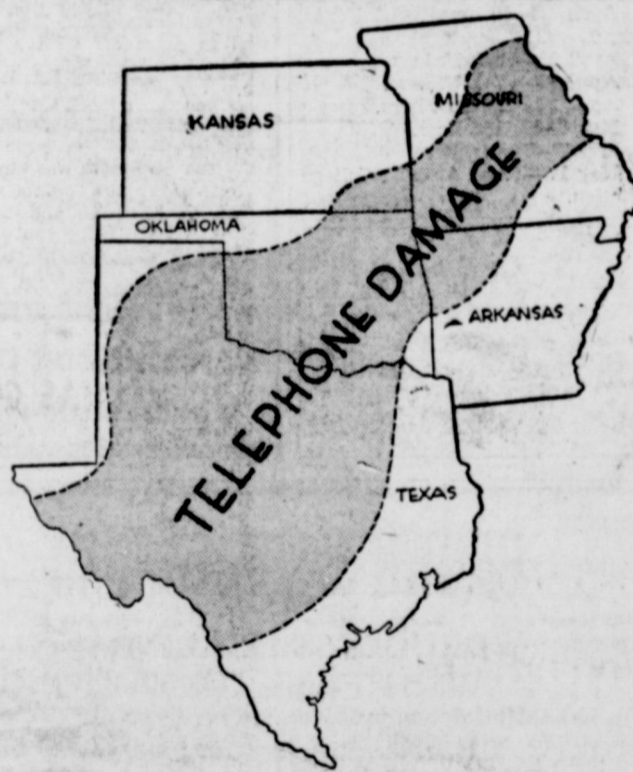 MISSOURI
KANSAS
OKLAHOMA
TELEPHONE DAMAGE
ARKANSAS
TEXAS